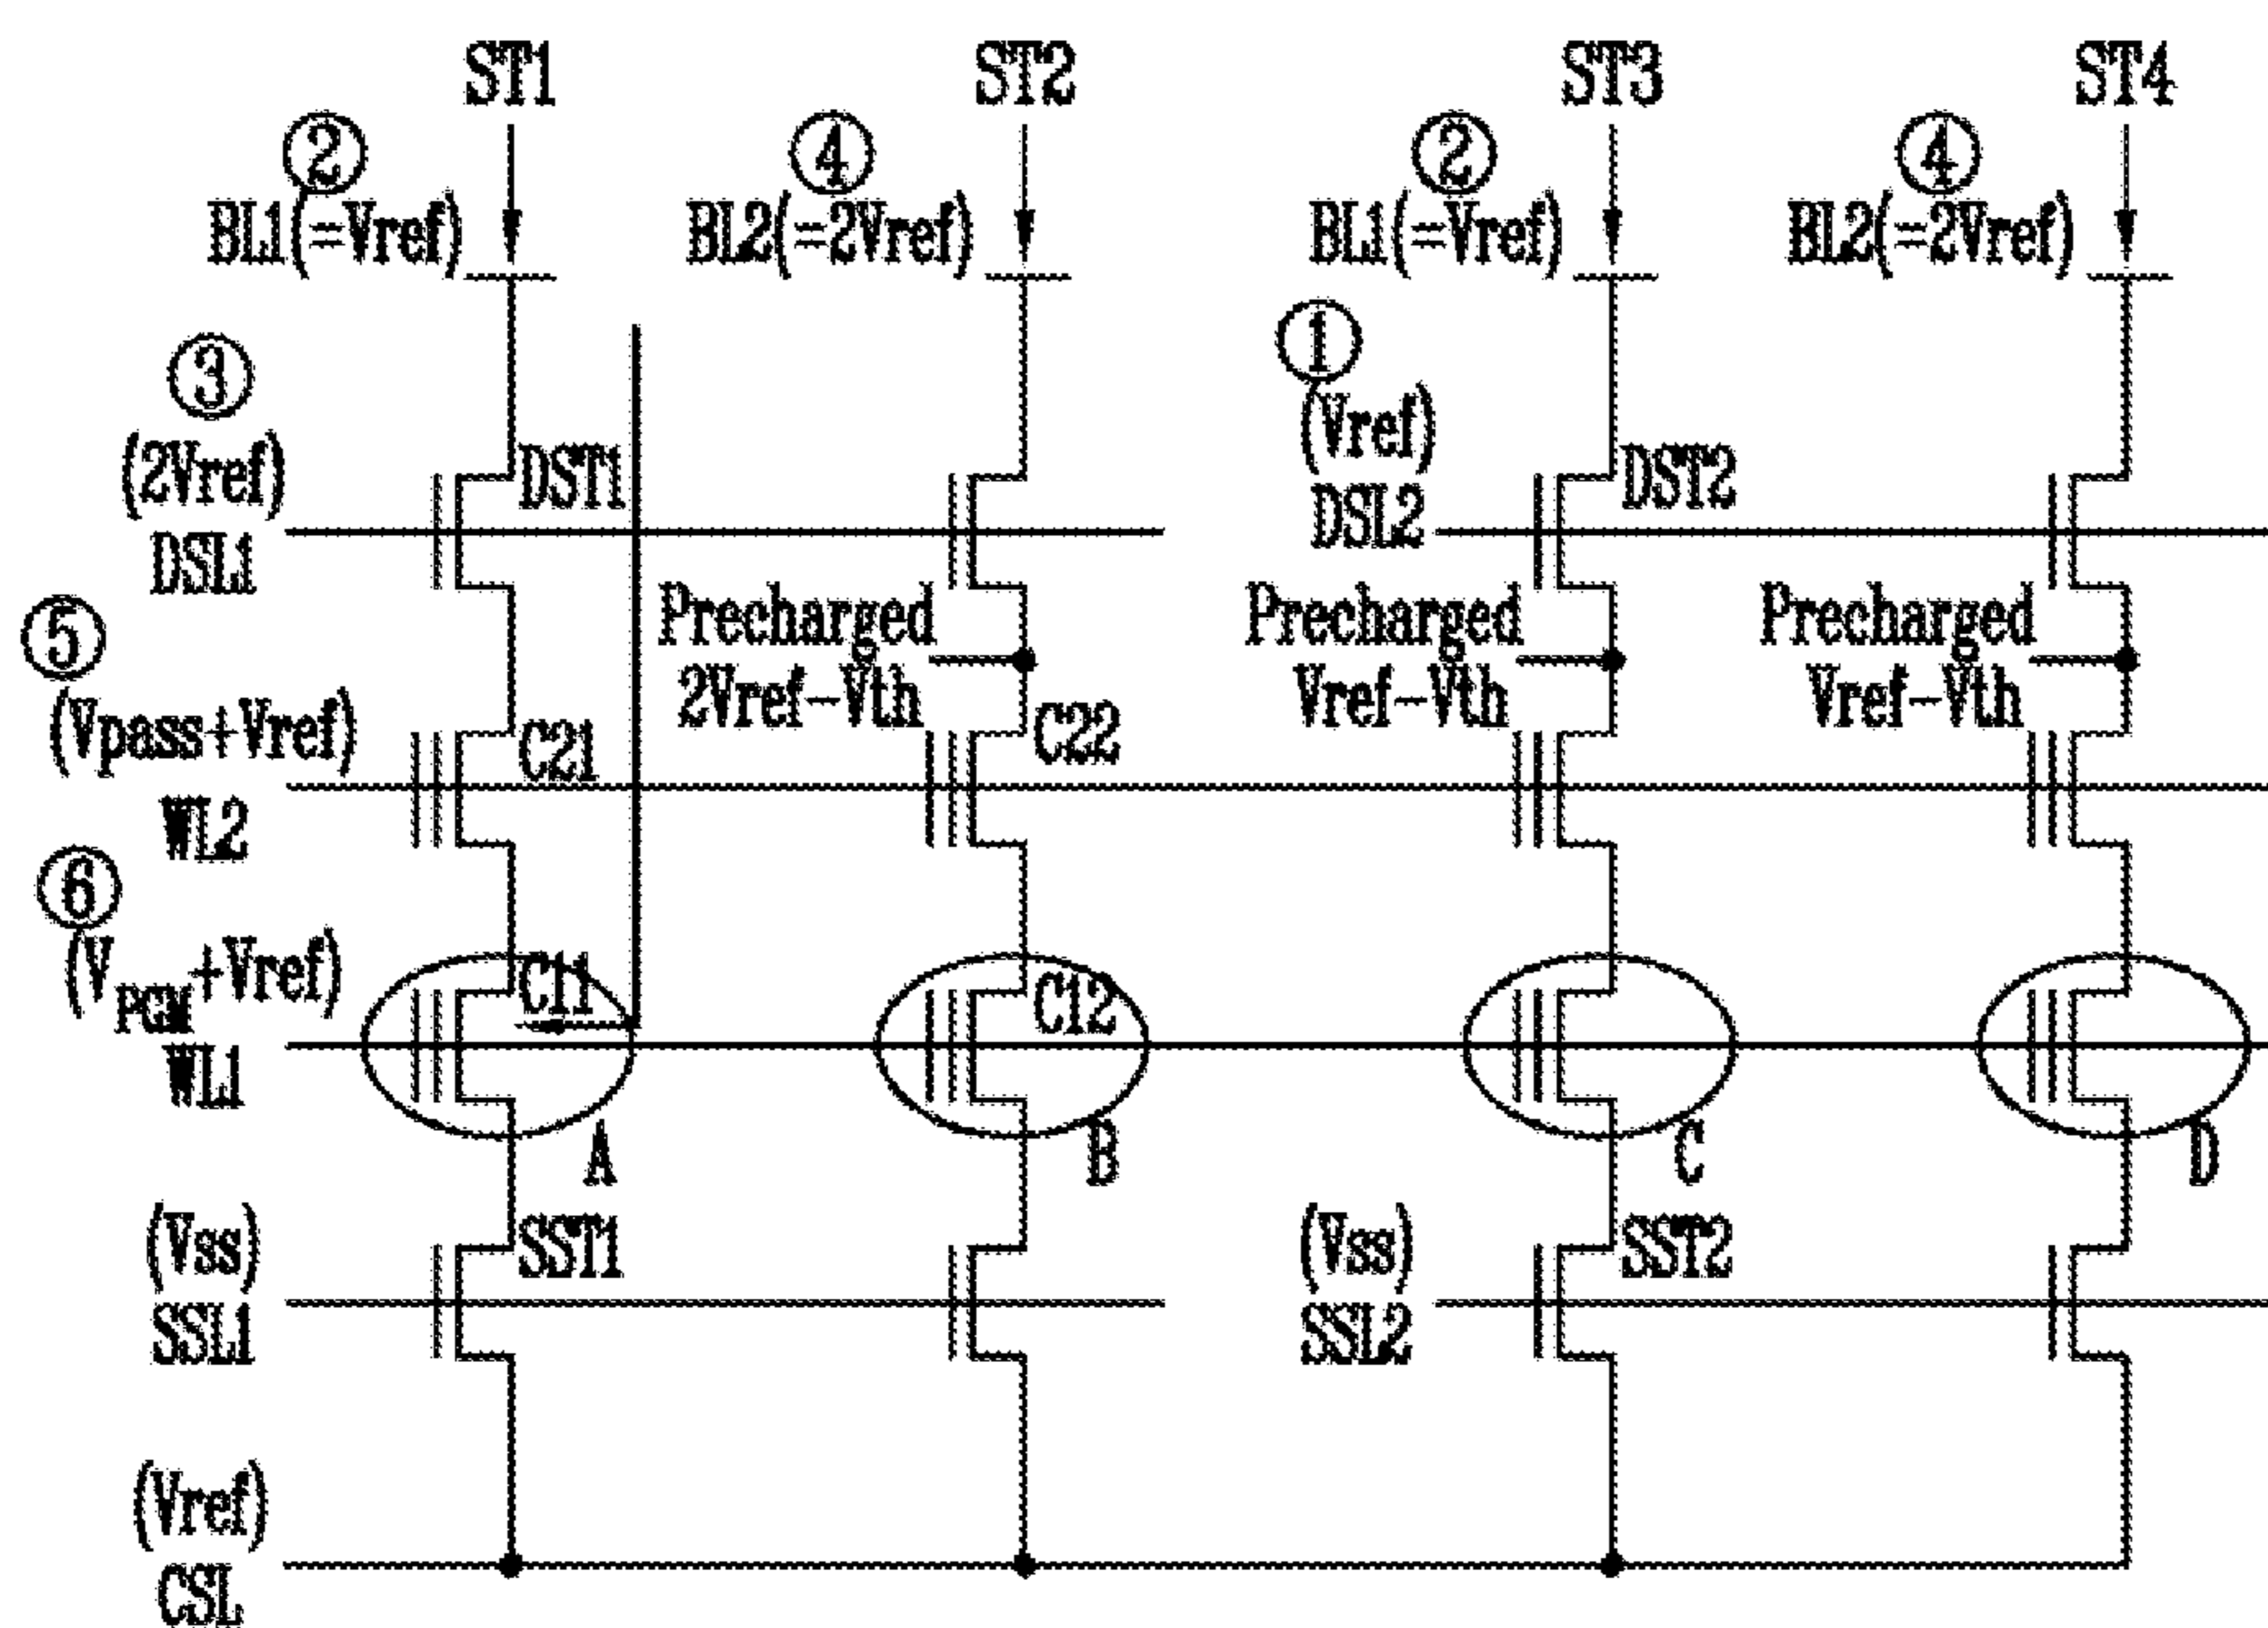 ST1 ST2 ST3 ST4
② ④ ② ④
BL1(=Vref) BL2(=2Vref) BL1(=Vref) BL2(=2Vref)
③ ①
(2Vref) (Vref)
DSL1 DST1 DSL2 DST2
⑤ Precharged Precharged Precharged
2Vref-Vth Vref-Vth Vref-Vth
(Vpass+Vref) C21 C22
WL2
⑥
(VPGM+Vref) C11 C12
WL1
A B C D
(Vss) SST1 (Vss) SST2
SSL1 SSL2
(Vref)
CSL